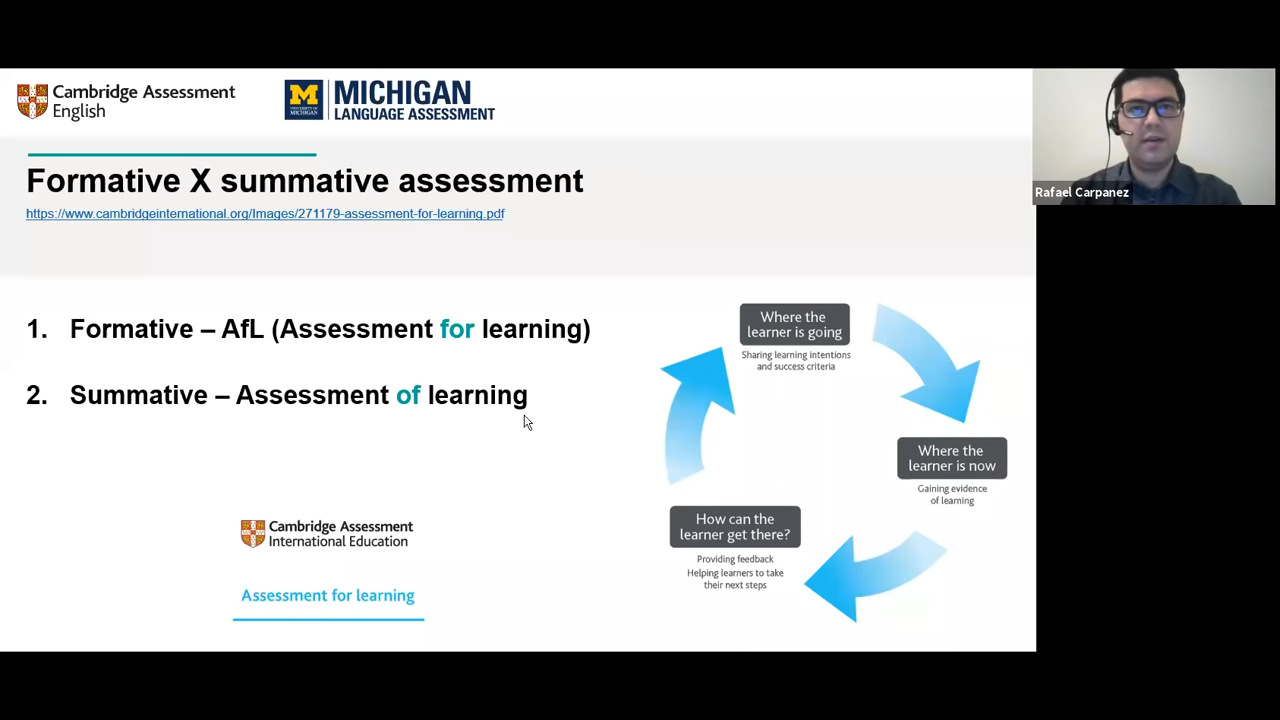 Cambridge Assessment
English
MICHIGAN
LANGUAGE ASSESSMENT
M
UNIVERSITY OF
MICHIGAN
Rafael Carpanez
Formative X summative assessment
https://www.cambridgeinternational.org/Images/271179-assessment-for-learning.pdf
1. Formative – AfL (Assessment for learning)
2. Summative – Assessment of learning
Cambridge Assessment
International Education
Assessment for learning
Where the
learner is going
Sharing learning intentions
and success criteria
Where the
learner is now
Gaining evidence
of learning
How can the
learner get there?
Providing feedback
Helping learners to take
their next steps